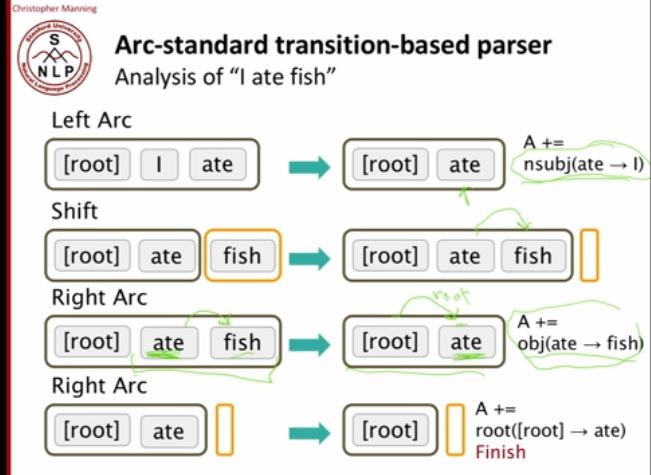 Christopher Manning
Stanford University
S
NLP
Natural Language Processing
Arc-standard transition-based parser
Analysis of “I ate fish”
Left Arc
[root] I ate [root] ate
A +=
nsubj(ate → I)
Shift
[root] ate fish [root] ate fish
Right Arc
root
[root] ate fish [root] ate
A +=
obj(ate → fish)
Right Arc
[root] ate [root]
A +=
root([root] → ate)
Finish